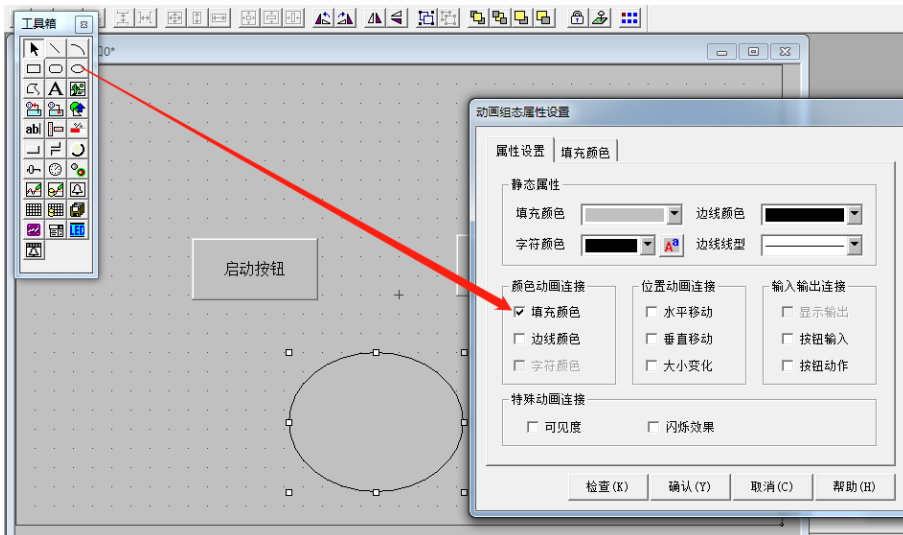 工具箱
0*
A
ab|
LED
启动按钮
动画组态属性设置
属性设置 填充颜色
静态属性
填充颜色 边线颜色
字符颜色 Aa 边线线型
颜色动画连接 位置动画连接 输入输出连接
填充颜色 水平移动 显示输出
边线颜色 垂直移动 按钮输入
字符颜色 大小变化 按钮动作
特殊动画连接
可见度 闪烁效果
检查(K) 确认(Y) 取消(C) 帮助(H)